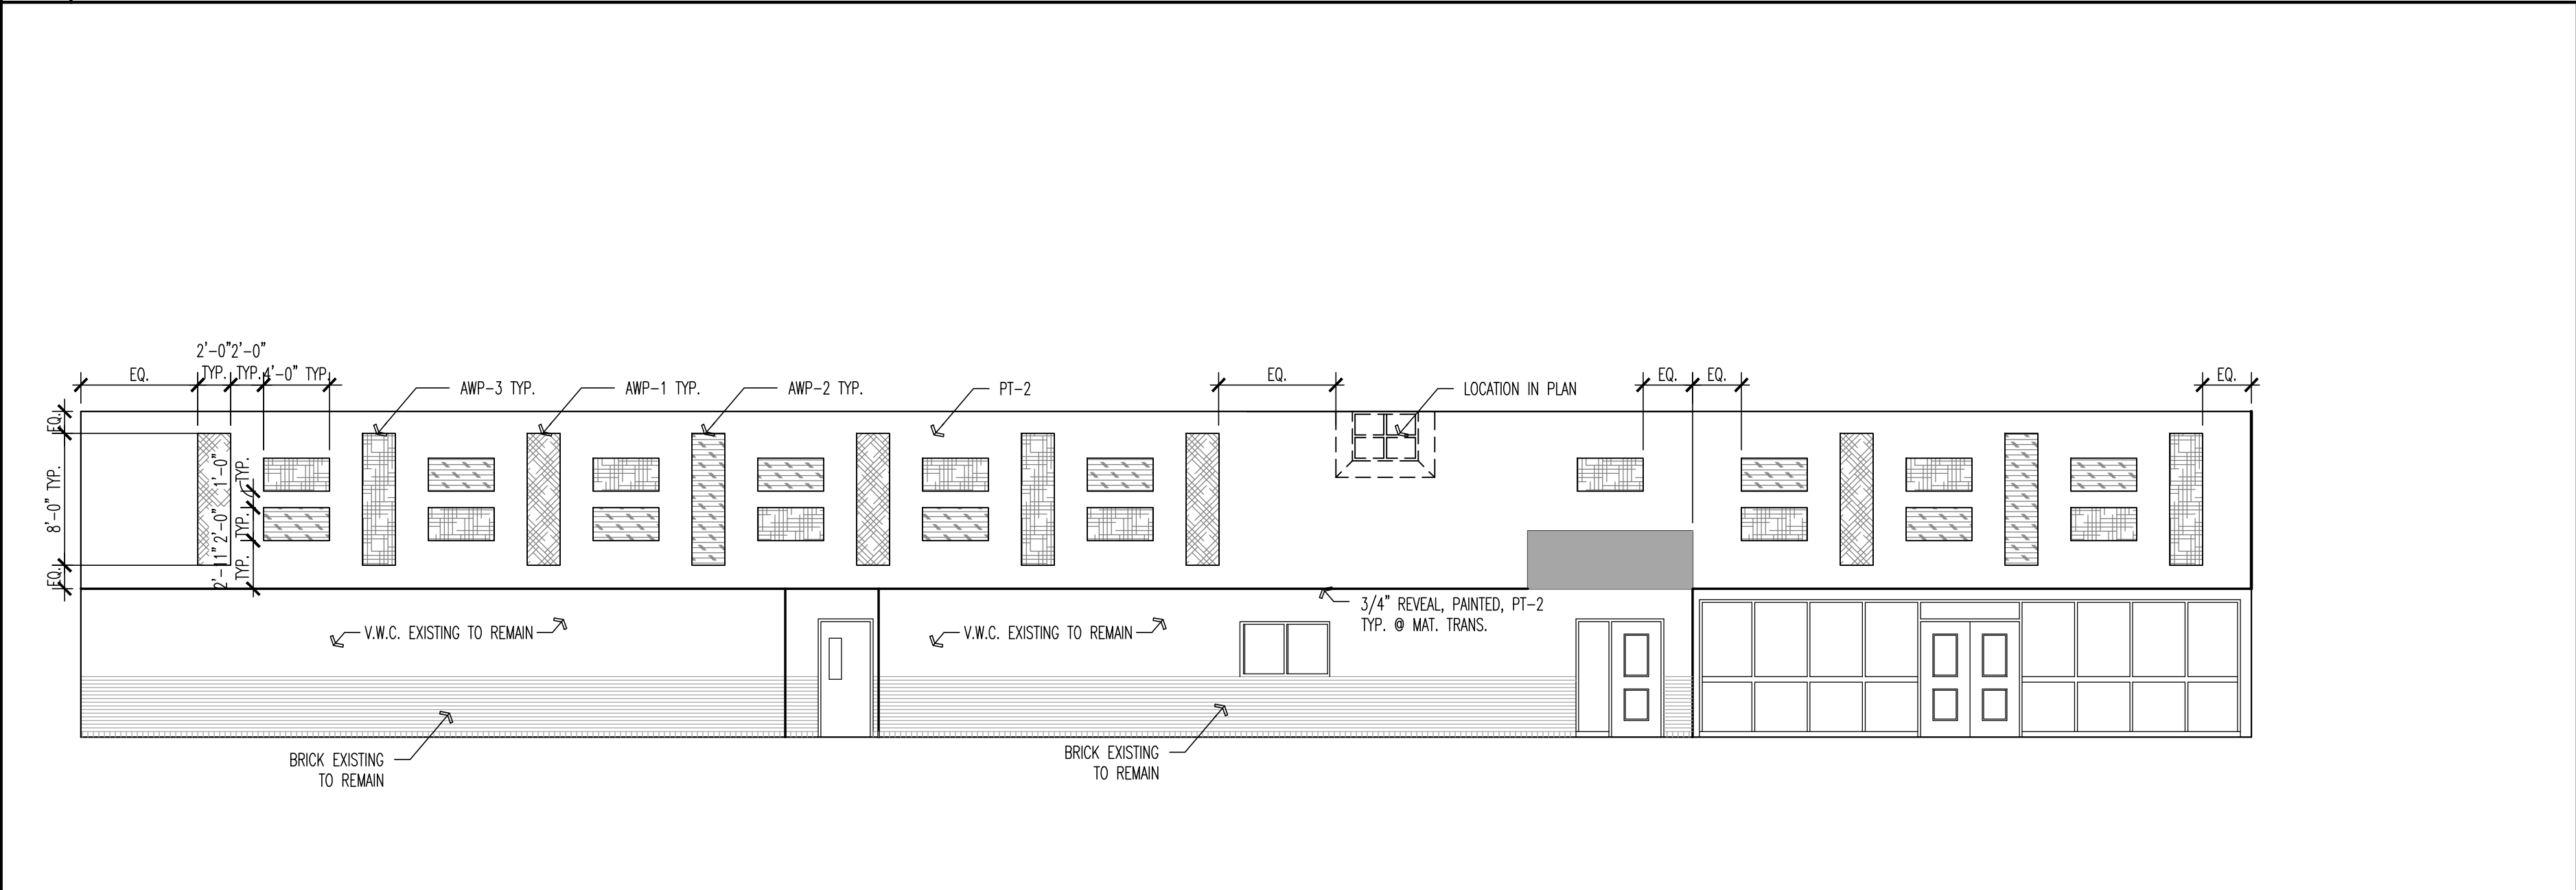 2'-0" 2'-0"
EQ. TYP. TYP. 4'-0" TYP. EQ. EQ. EQ. EQ.
AWP-3 TYP. AWP-1 TYP. AWP-2 TYP. PT-2 LOCATION IN PLAN
EQ.
8'-0" TYP.
EQ.
1'-0" TYP.
2'-0" TYP.
2'-11" TYP.
3/4" REVEAL, PAINTED, PT-2
TYP. @ MAT. TRANS.
V.W.C. EXISTING TO REMAIN V.W.C. EXISTING TO REMAIN
BRICK EXISTING
TO REMAIN
BRICK EXISTING
TO REMAIN